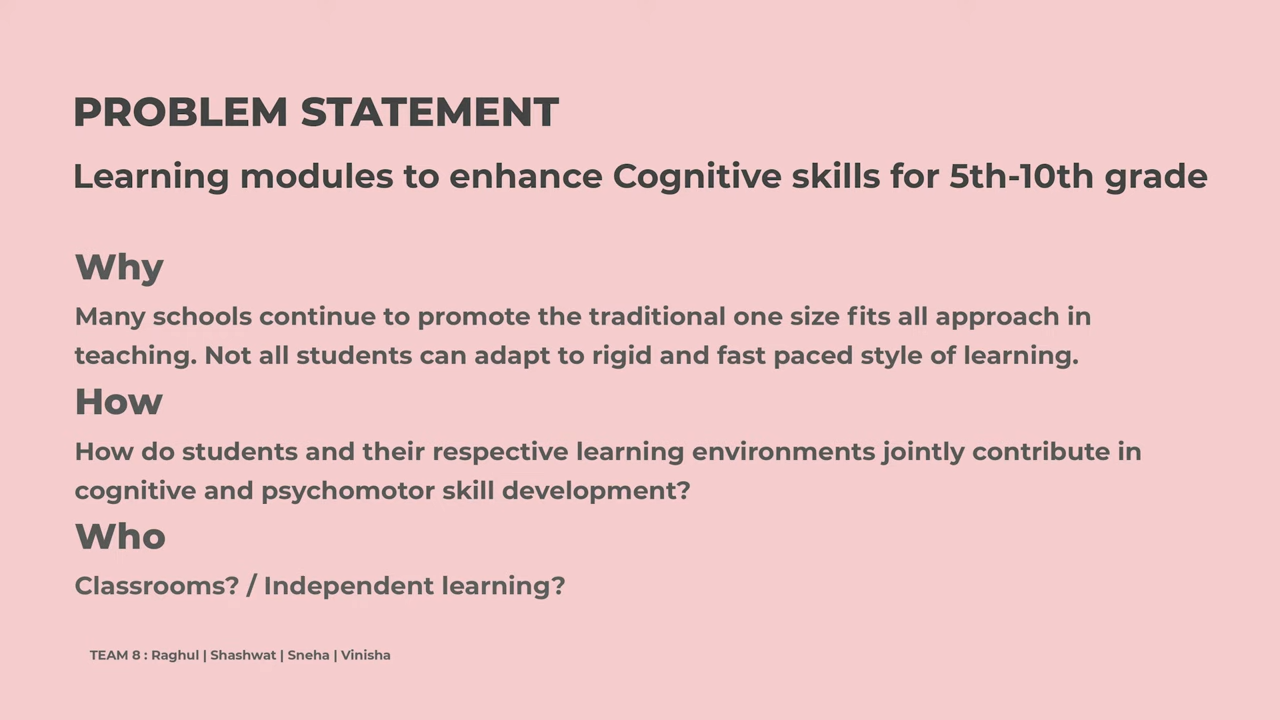 PROBLEM STATEMENT
Learning modules to enhance Cognitive skills for 5th-10th grade
Why
Many schools continue to promote the traditional one size fits all approach in
teaching. Not all students can adapt to rigid and fast paced style of learning.
How
How do students and their respective learning environments jointly contribute in
cognitive and psychomotor skill development?
Who
Classrooms? / Independent learning?
TEAM 8 : Raghul | Shashwat | Sneha | Vinisha